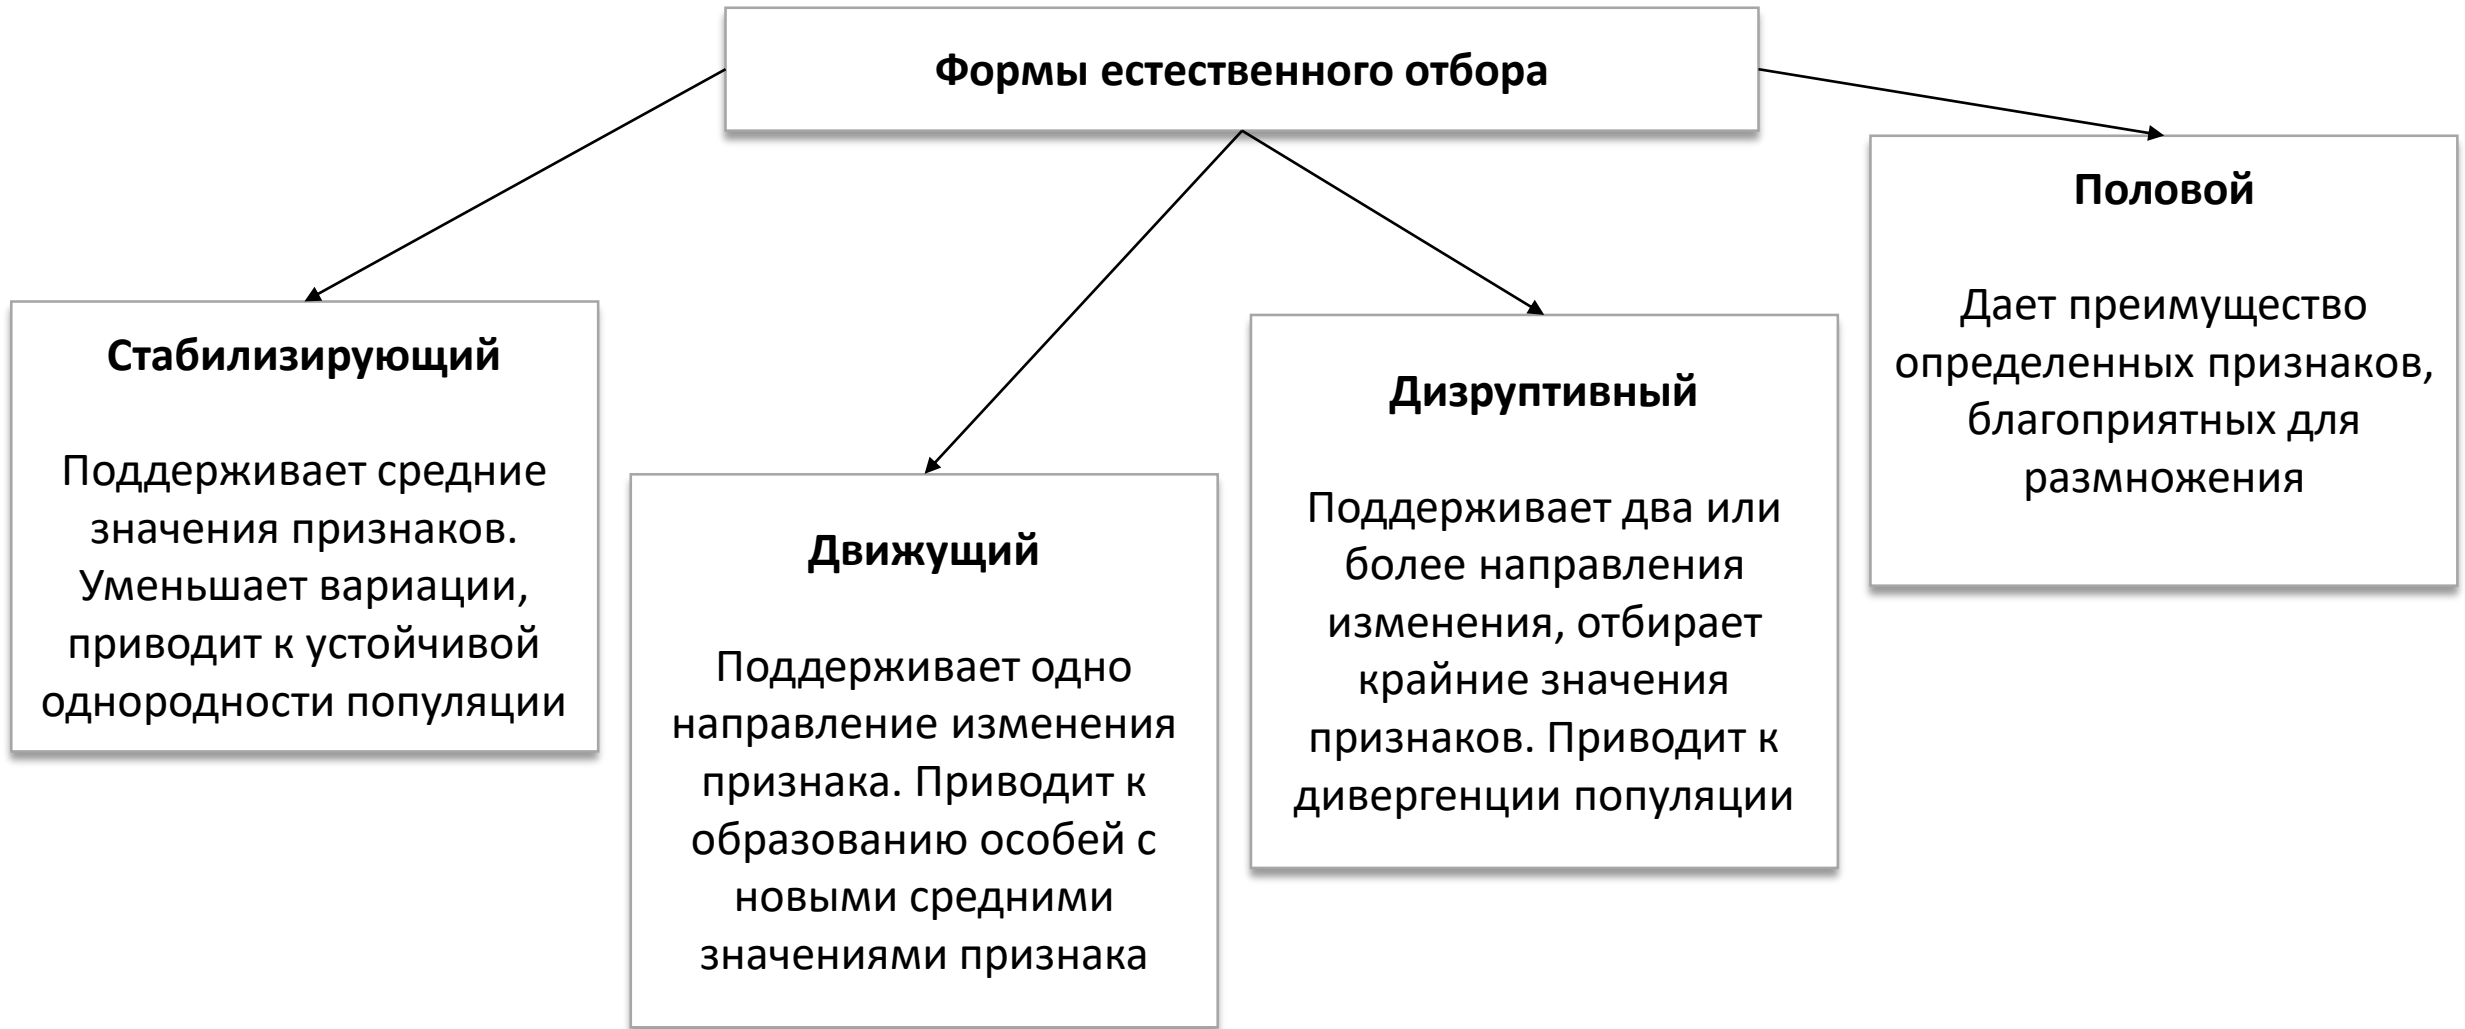 Формы естественного отбора
Стабилизирующий
Поддерживает средние
значения признаков.
Уменьшает вариации,
приводит к устойчивой
однородности популяции
Движущий
Поддерживает одно
направление изменения
признака. Приводит к
образованию особей с
новыми средними
значениями признака
Дизруптивный
Поддерживает два или
более направления
изменения, отбирает
крайние значения
признаков. Приводит к
дивергенции популяции
Половой
Дает преимущество
определенных признаков,
благоприятных для
размножения